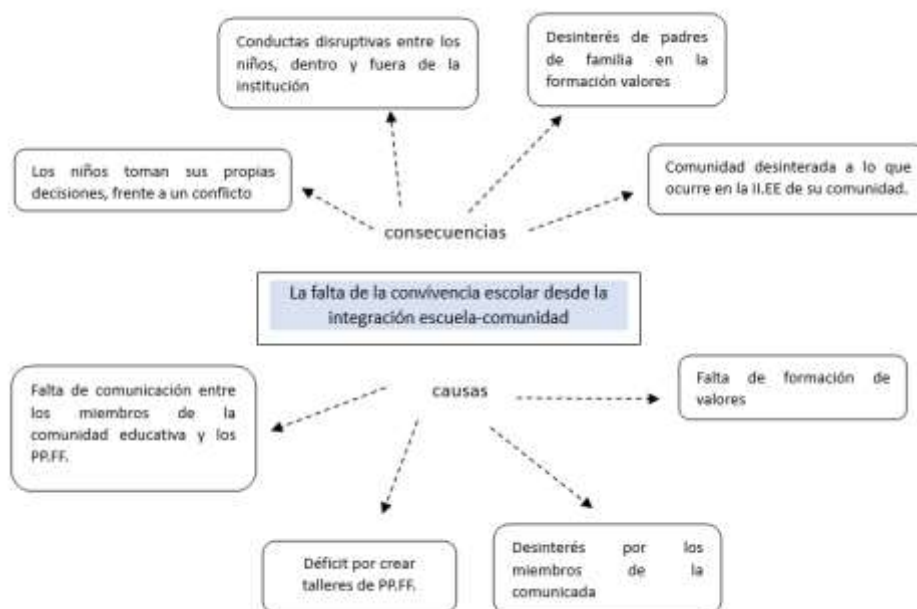 Conductas disruptivas entre los
niños, dentro y fuera de la
institución
Desinterés de padres
de familia en la
formación valores
Los niños toman sus propias
decisiones, frente a un conflicto
Comunidad desinterada a lo que
ocurre en la II.EE de su comunidad.
consecuencias
La falta de la convivencia escolar desde la
integración escuela-comunidad
causas
Falta de comunicación entre
los miembros de la
comunidad educativa y los
PP.FF.
Falta de formación de
valores
Déficit por crear
talleres de PP.FF.
Desinterés por los
miembros de la
comunicada